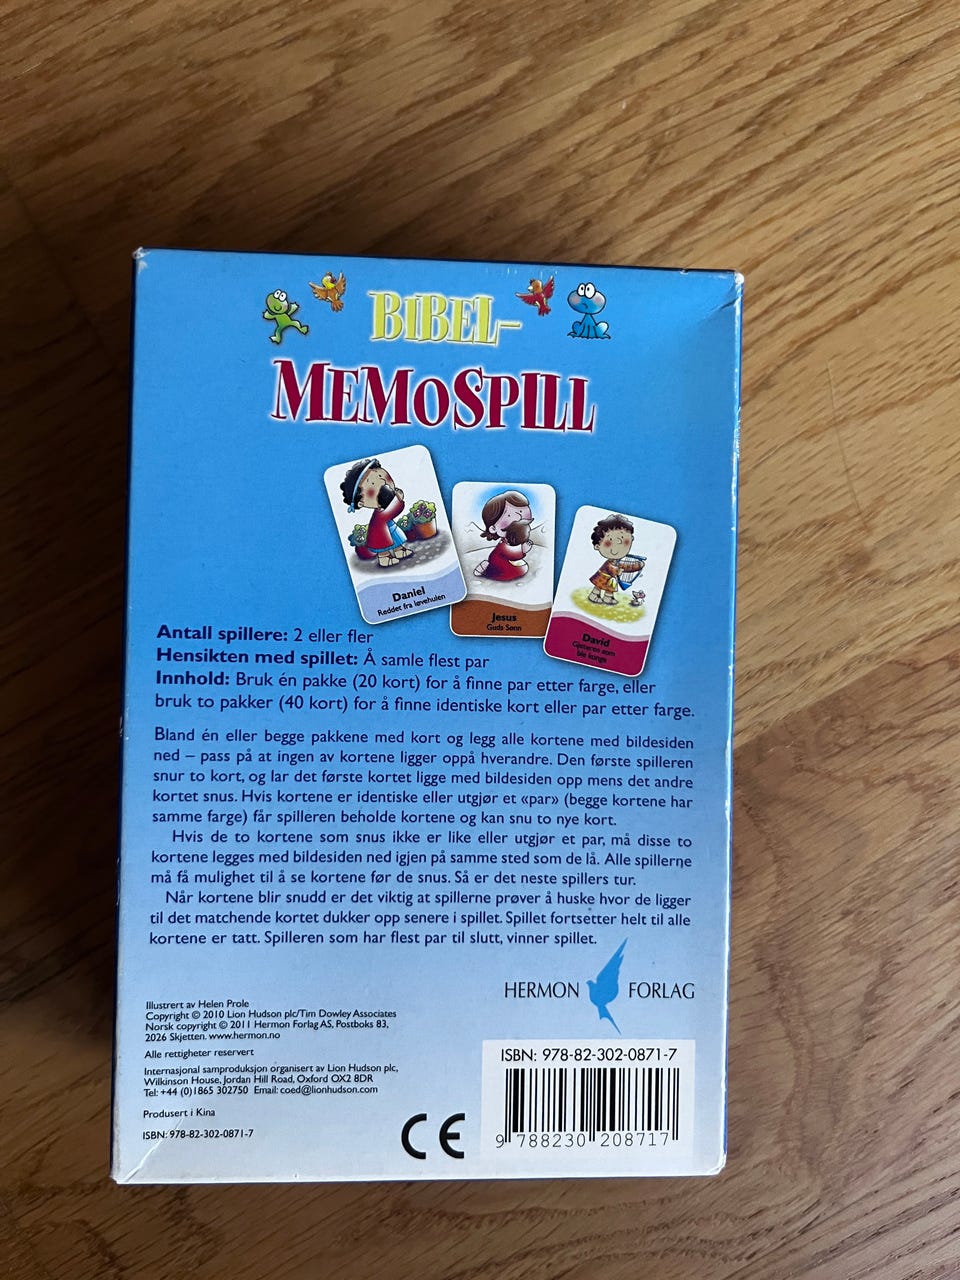 BIBEL-
MEMOSPILL
Daniel
Reddet fra løvehulen
Jesus
Guds Sønn
David
Gjeteren som
ble konge
Antall spillere: 2 eller fler
Hensikten med spillet: Å samle flest par
Innhold: Bruk én pakke (20 kort) for å finne par etter farge, eller
bruk to pakker (40 kort) for å finne identiske kort eller par etter farge.
Bland én eller begge pakkene med kort og legg alle kortene med bildesiden
ned – pass på at ingen av kortene ligger oppå hverandre. Den første spilleren
snur to kort, og lar det første kortet ligge med bildesiden opp mens det andre
kortet snus. Hvis kortene er identiske eller utgjør et «par» (begge kortene har
samme farge) får spilleren beholde kortene og kan snu to nye kort.
Hvis de to kortene som snus ikke er like eller utgjør et par, må disse to
kortene legges med bildesiden ned igjen på samme sted som de lå. Alle spillerne
må få mulighet til å se kortene før de snus. Så er det neste spillers tur.
Når kortene blir snudd er det viktig at spillerne prøver å huske hvor de ligger
til det matchende kortet dukker opp senere i spillet. Spillet fortsetter helt til alle
kortene er tatt. Spilleren som har flest par til slutt, vinner spillet.
HERMON FORLAG
Illustrert av Helen Prole
Copyright © 2010 Lion Hudson plc/Tim Dowley Associates
Norsk copyright © 2011 Hermon Forlag AS, Postboks 83,
2026 Skjetten. www.hermon.no
Alle rettigheter reservert
Internasjonal samproduksjon organisert av Lion Hudson plc,
Wilkinson House, Jordan Hill Road, Oxford OX2 8DR
Tel: +44 (0)1865 302750 Email: coed@lionhudson.com
Produsert i Kina
ISBN: 978-82-302-0871-7
CE
ISBN: 978-82-302-0871-7
9 788230 208717